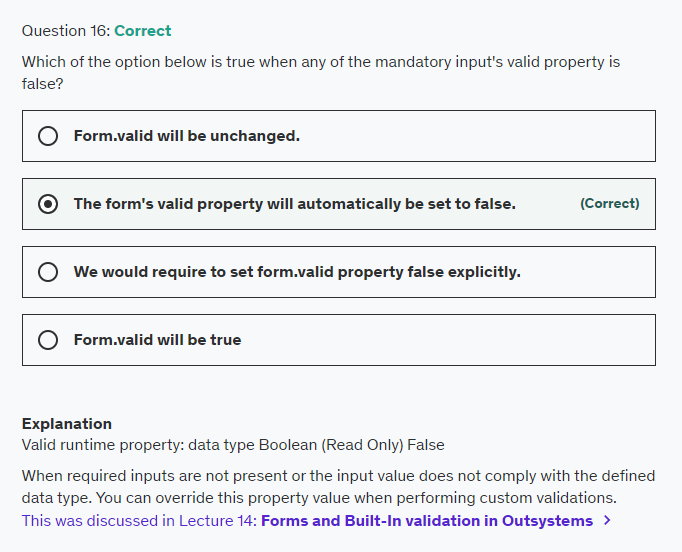 Question 16: Correct
Which of the option below is true when any of the mandatory input's valid property is
false?
Form.valid will be unchanged.
The form's valid property will automatically be set to false. (Correct)
We would require to set form.valid property false explicitly.
Form.valid will be true
Explanation
Valid runtime property: data type Boolean (Read Only) False
When required inputs are not present or the input value does not comply with the defined
data type. You can override this property value when performing custom validations.
This was discussed in Lecture 14: Forms and Built-In validation in Outsystems >